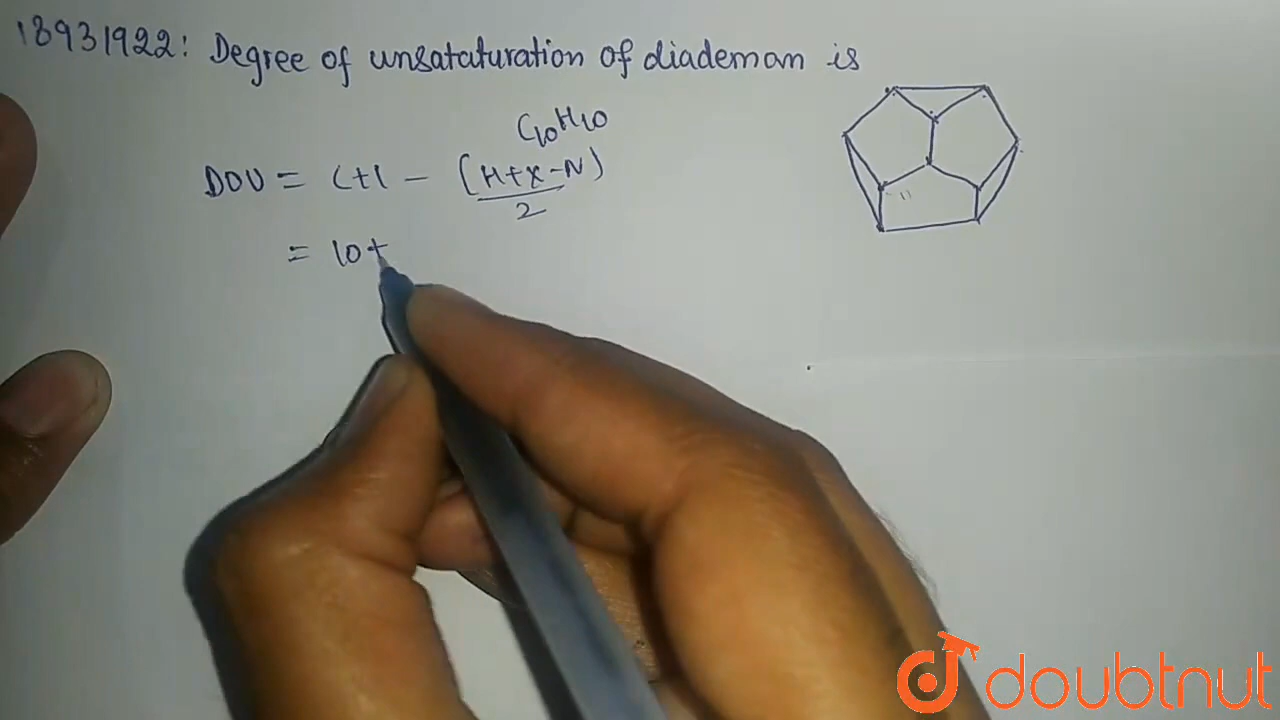 18931922: Degree of unsataturation of diademan is
C10H10
DOU = C+1 - (H+X-N)
2
= 10+
doubtnut